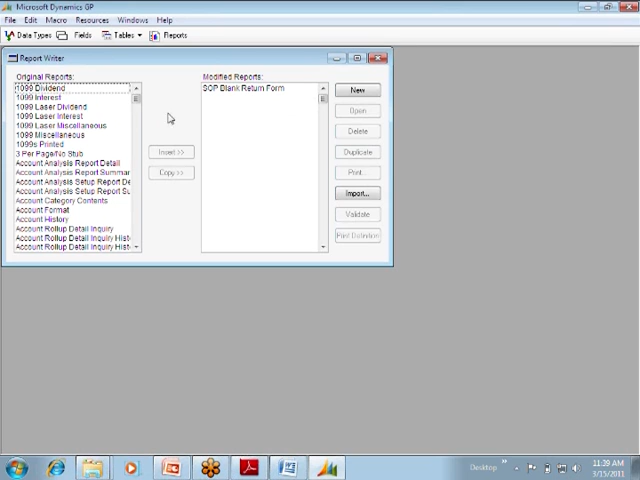 Microsoft Dynamics GP
File Edit Macro Resources Windows Help
Data Types Fields Tables Reports
Report Writer
Original Reports:
Modified Reports:
1099 Dividend
1099 Interest
1099 Laser Dividend
1099 Laser Interest
1099 Laser Miscellaneous
1099 Miscellaneous
1099s Printed
3 Per Page/No Stub
Account Analysis Report Detail
Account Analysis Report Summar
Account Analysis Setup Report De
Account Analysis Setup Report Su
Account Category Contents
Account Format
Account History
Account Rollup Detail Inquiry
Account Rollup Detail Inquiry Hist
Account Rollup Detail Inquiry Hist
Insert >>
Copy >>
SOP Blank Return Form
New
Open
Delete
Duplicate
Print...
Import...
Validate
Print Definition
Desktop
11:39 AM
3/15/2011